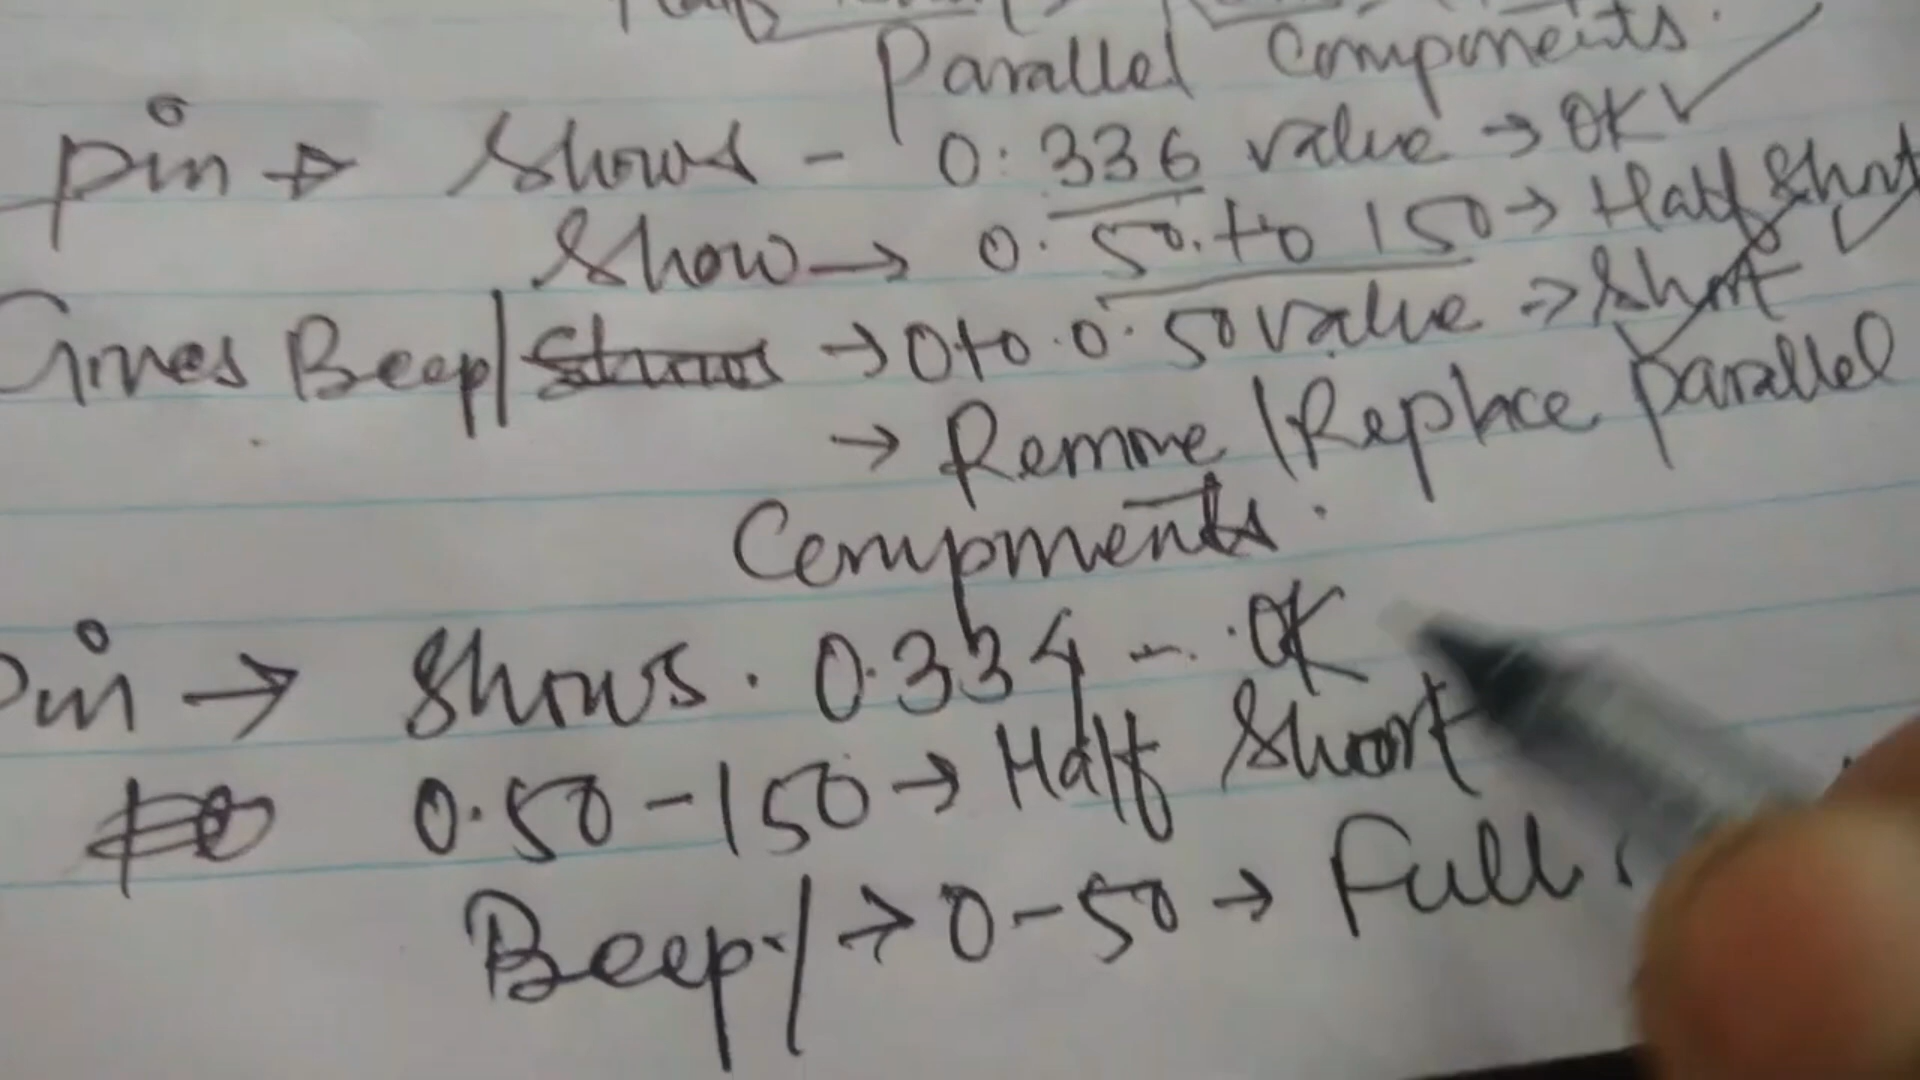 Parallel Components.
Pin → Shows - 0.336 value → OK ✓
Show → 0.50 to 150 → Half Short
Gives Beep/ → 0 to 0.50 value → Short
→ Remove / Replace parallel
Components.
Pin → Shows. 0.334 - OK
0.50 - 150 → Half Short
Beep / → 0-50 → Full